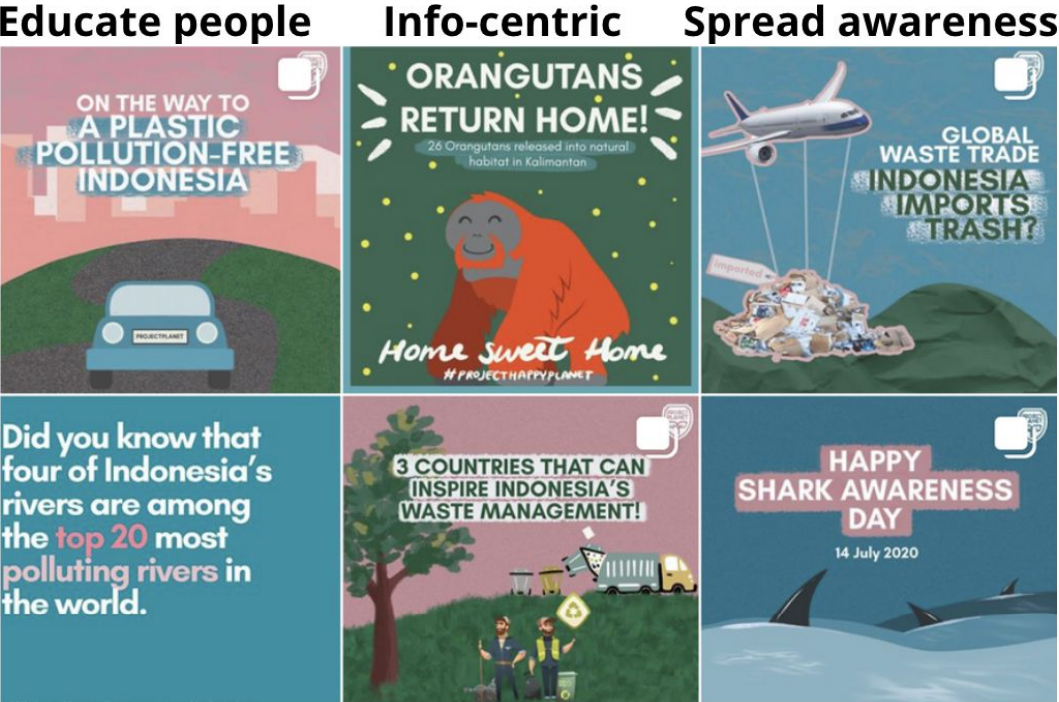 Educate people
Info-centric
Spread awareness
ON THE WAY TO
A PLASTIC
POLLUTION-FREE
INDONESIA
PROJECTPLANET
ORANGUTANS
RETURN HOME!
26 Orangutans released into natural
habitat in Kalimantan
Home Sweet Home
#PROJECTHAPPYPLANET
GLOBAL
WASTE TRADE
INDONESIA
IMPORTS
TRASH?
imported
Did you know that
four of Indonesia's
rivers are among
the top 20 most
polluting rivers in
the world.
3 COUNTRIES THAT CAN
INSPIRE INDONESIA'S
WASTE MANAGEMENT!
HAPPY
SHARK AWARENESS
DAY
14 July 2020